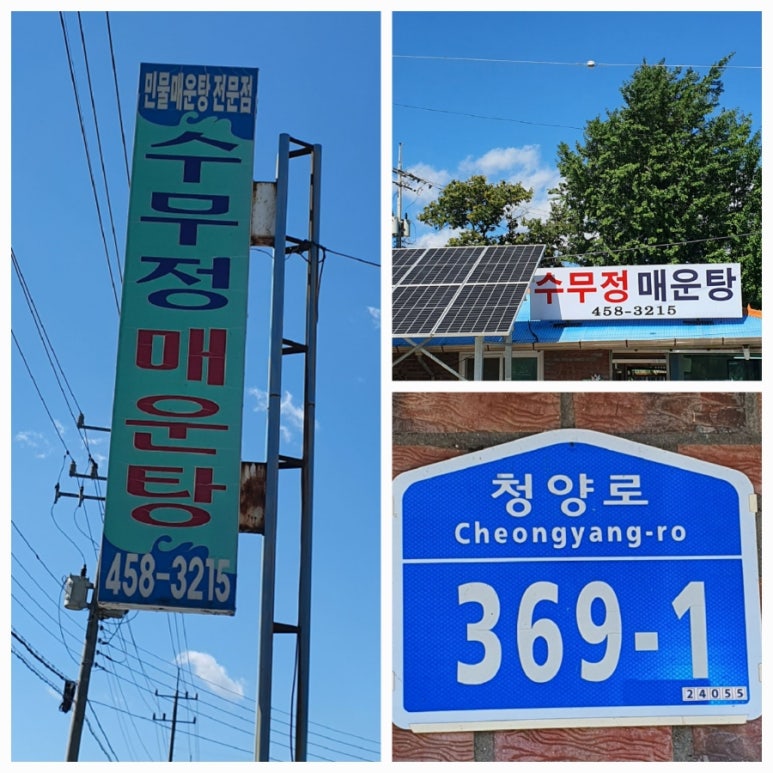 민물매운탕 전문점
수무정 매운탕
458-3215
수무정 매운탕
458-3215
청양로
Cheongyang-ro
369-1
24055